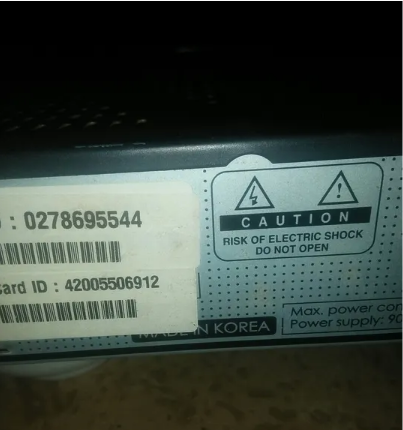 : 0278695544
ard ID : 42005506912
CAUTION
RISK OF ELECTRIC SHOCK
DO NOT OPEN
MADE IN KOREA
Max. power con
Power supply: 90